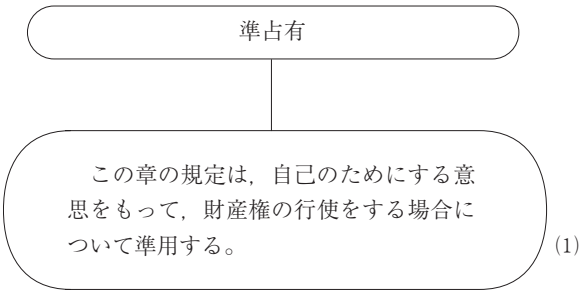 準占有
この章の規定は，自己のためにする意
思をもって，財産権の行使をする場合に
ついて準用する。
(1)